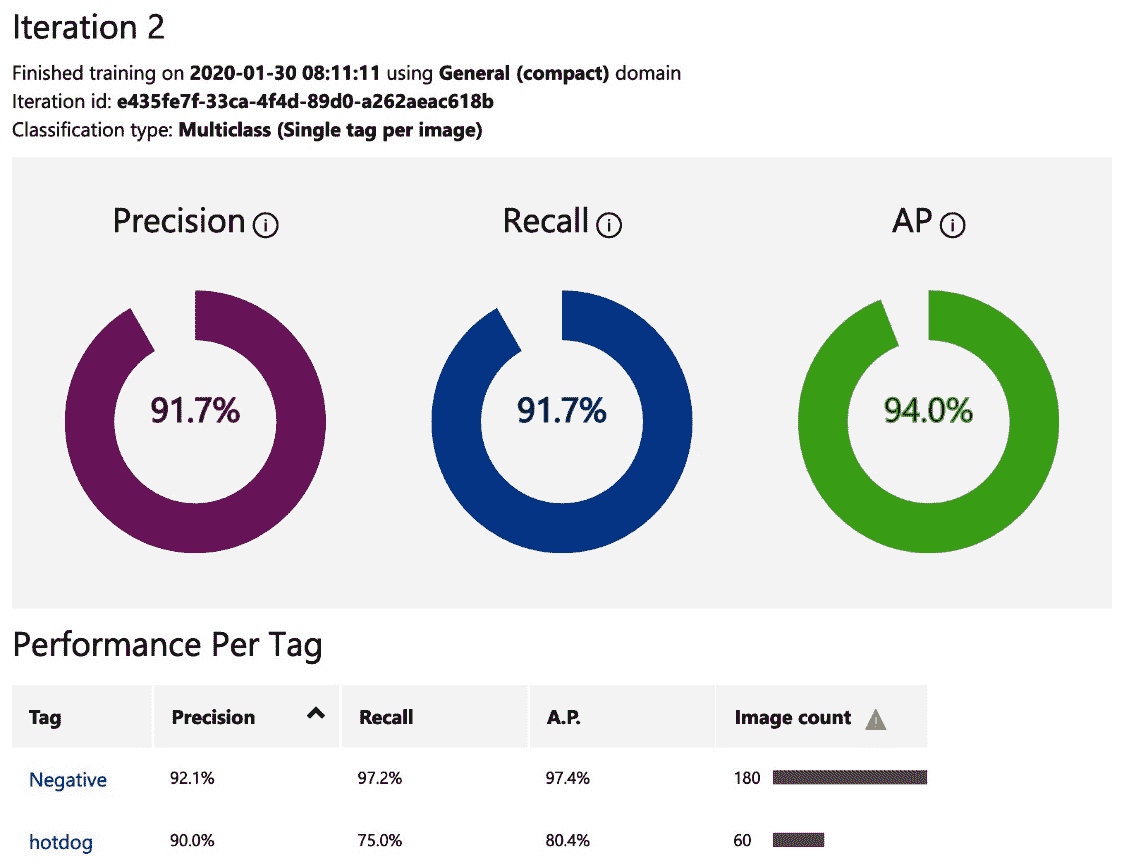 Iteration 2
Finished training on 2020-01-30 08:11:11 using General (compact) domain
Iteration id: e435fe7f-33ca-4f4d-89d0-a262aeac618b
Classification type: Multiclass (Single tag per image)
Precision Recall AP
91.7% 91.7% 94.0%
Performance Per Tag
Tag Precision Recall A.P. Image count
Negative 92.1% 97.2% 97.4% 180
hotdog 90.0% 75.0% 80.4% 60